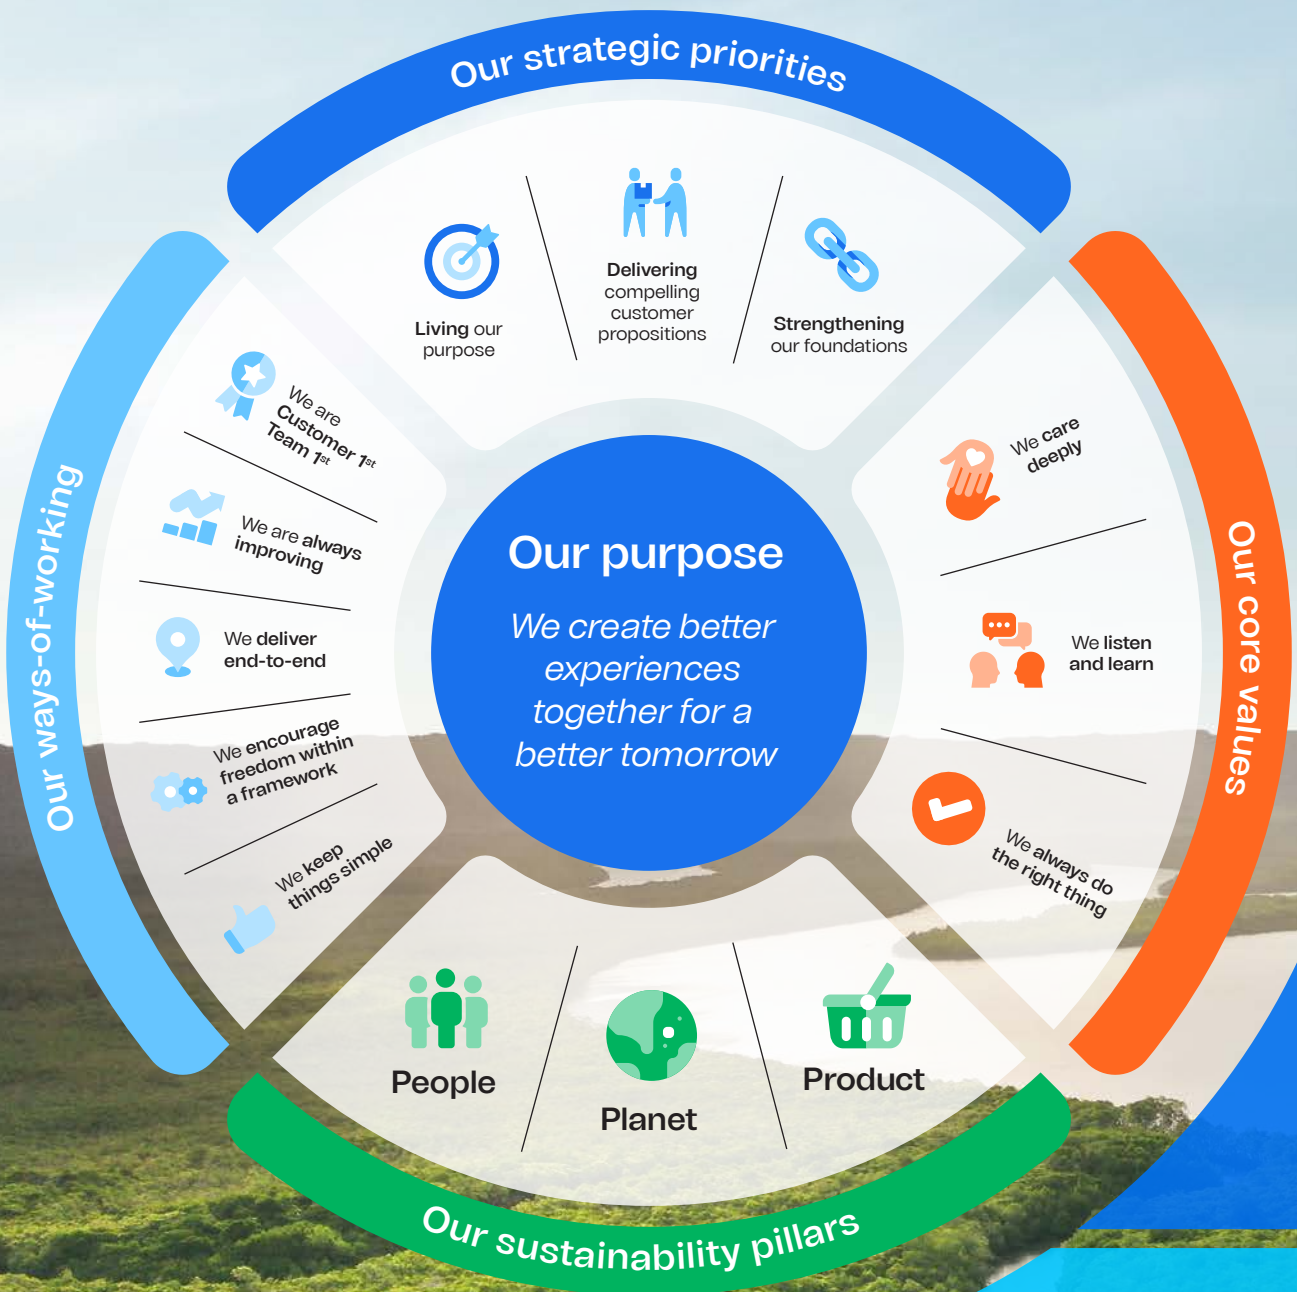 Our strategic priorities
Living our
purpose
Delivering
compelling
customer
propositions
Strengthening
our foundations
Our core values
We care
deeply
We listen
and learn
We always do
the right thing
Our sustainability pillars
People
Planet
Product
Our ways-of-working
We are
Customer 1st
Team 1st
We are always
improving
We deliver
end-to-end
We encourage
freedom within
a framework
We keep
things simple
Our purpose
We create better
experiences
together for a
better tomorrow